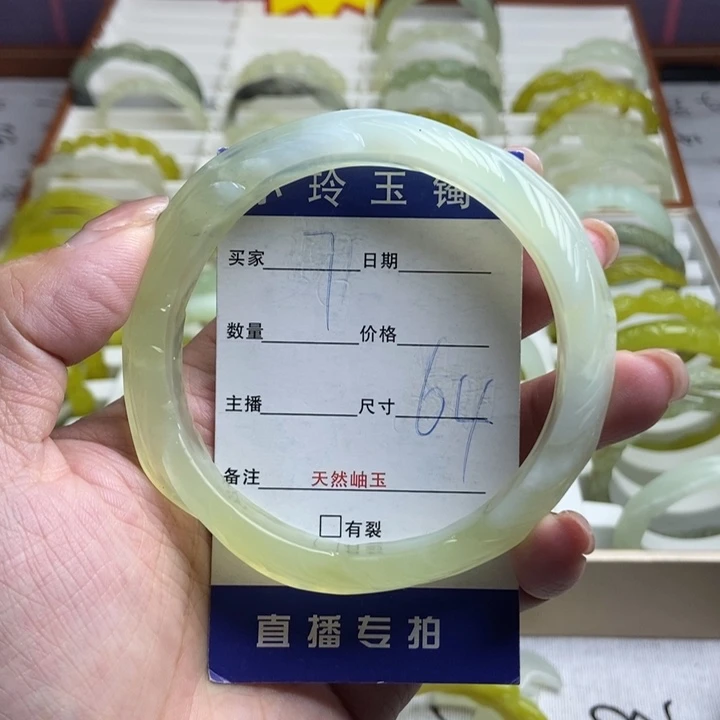 玲玉镯
买家 7 日期
数量 价格
主播 尺寸 64
备注 天然岫玉
□有裂
直播专拍